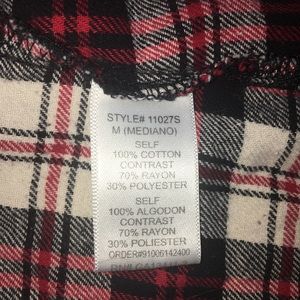 STYLE# 11027S
M (MEDIANO)
SELF
100% COTTON
CONTRAST
70% RAYON
30% POLYESTER
SELF
100% ALGODON
CONTRAST
70% RAYON
30% POLIESTER
ORDER#91006142400